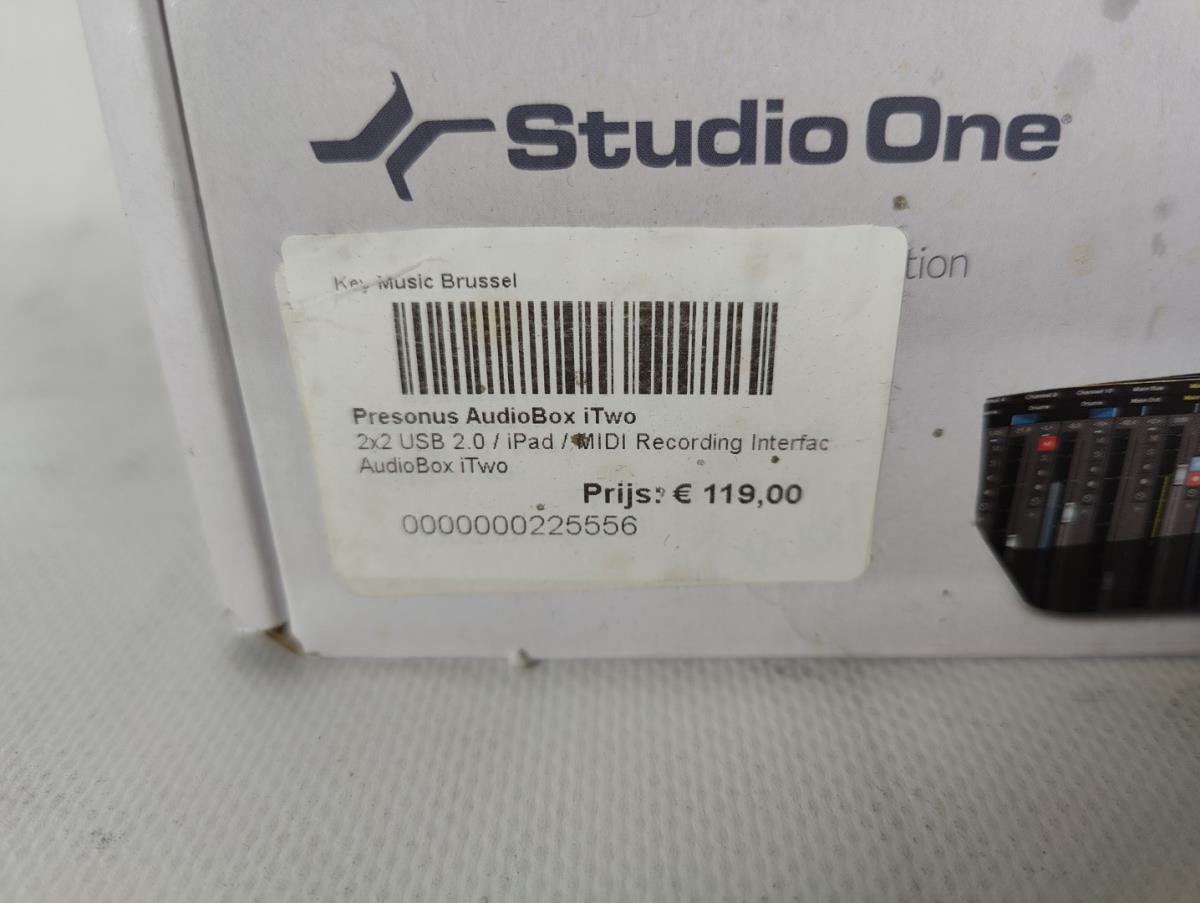 Studio One®
tion
Key Music Brussel
Presonus AudioBox iTwo
2x2 USB 2.0 / iPad / MIDI Recording Interfac
AudioBox iTwo
Prijs: € 119,00
0000000225556